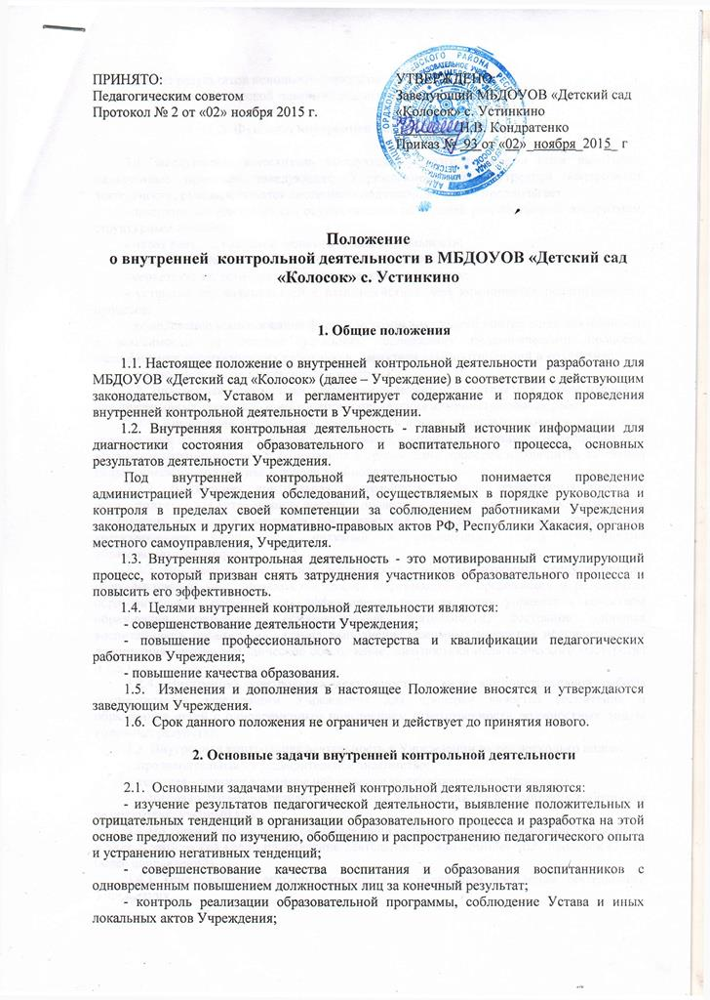 ПРИНЯТО:
Педагогическим советом
Протокол № 2 от «02» ноября 2015 г.
УТВЕРЖДЕНО
Заведующий МБДОУОВ «Детский сад
«Колосок» с. Устинкино
Н.В. Кондратенко
Приказ № 93 от «02» ноября 2015 г
Положение
о внутренней контрольной деятельности в МБДОУОВ «Детский сад
«Колосок» с. Устинкино
1. Общие положения
1.1. Настоящее положение о внутренней контрольной деятельности разработано для
МБДОУОВ «Детский сад «Колосок» (далее – Учреждение) в соответствии с действующим
законодательством, Уставом и регламентирует содержание и порядок проведения
внутренней контрольной деятельности в Учреждении.
1.2. Внутренняя контрольная деятельность - главный источник информации для
диагностики состояния образовательного и воспитательного процесса, основных
результатов деятельности Учреждения.
Под внутренней контрольной деятельностью понимается проведение
администрацией Учреждения обследований, осуществляемых в порядке руководства и
контроля в пределах своей компетенции за соблюдением работниками Учреждения
законодательных и других нормативно-правовых актов РФ, Республики Хакасия, органов
местного самоуправления, Учредителя.
1.3. Внутренняя контрольная деятельность - это мотивированный стимулирующий
процесс, который призван снять затруднения участников образовательного процесса и
повысить его эффективность.
1.4. Целями внутренней контрольной деятельности являются:
- совершенствование деятельности Учреждения;
- повышение профессионального мастерства и квалификации педагогических
работников Учреждения;
- повышение качества образования.
1.5. Изменения и дополнения в настоящее Положение вносятся и утверждаются
заведующим Учреждения.
1.6. Срок данного положения не ограничен и действует до принятия нового.
2. Основные задачи внутренней контрольной деятельности
2.1. Основными задачами внутренней контрольной деятельности являются:
- изучение результатов педагогической деятельности, выявление положительных и
отрицательных тенденций в организации образовательного процесса и разработка на этой
основе предложений по изучению, обобщению и распространению педагогического опыта
и устранению негативных тенденций;
- совершенствование качества воспитания и образования воспитанников с
одновременным повышением должностных лиц за конечный результат;
- контроль реализации образовательной программы, соблюдение Устава и иных
локальных актов Учреждения;